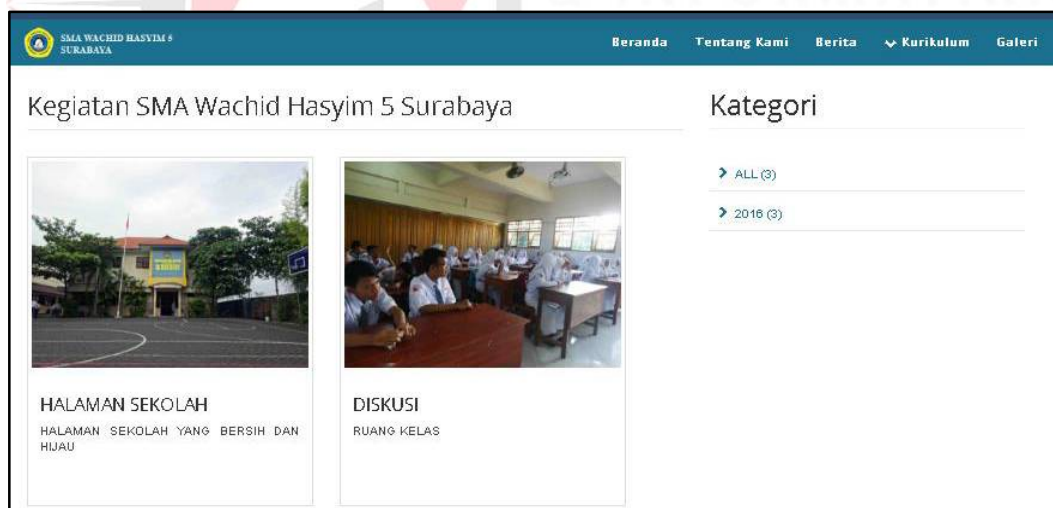 SMA WACHID HASYIM 5
SURABAYA
Beranda Tentang Kami Berita Kurikulum Galeri
Kegiatan SMA Wachid Hasyim 5 Surabaya
Kategori
ALL (3)
2016 (3)
HALAMAN SEKOLAH
HALAMAN SEKOLAH YANG BERSIH DAN
HIJAU
DISKUSI
RUANG KELAS